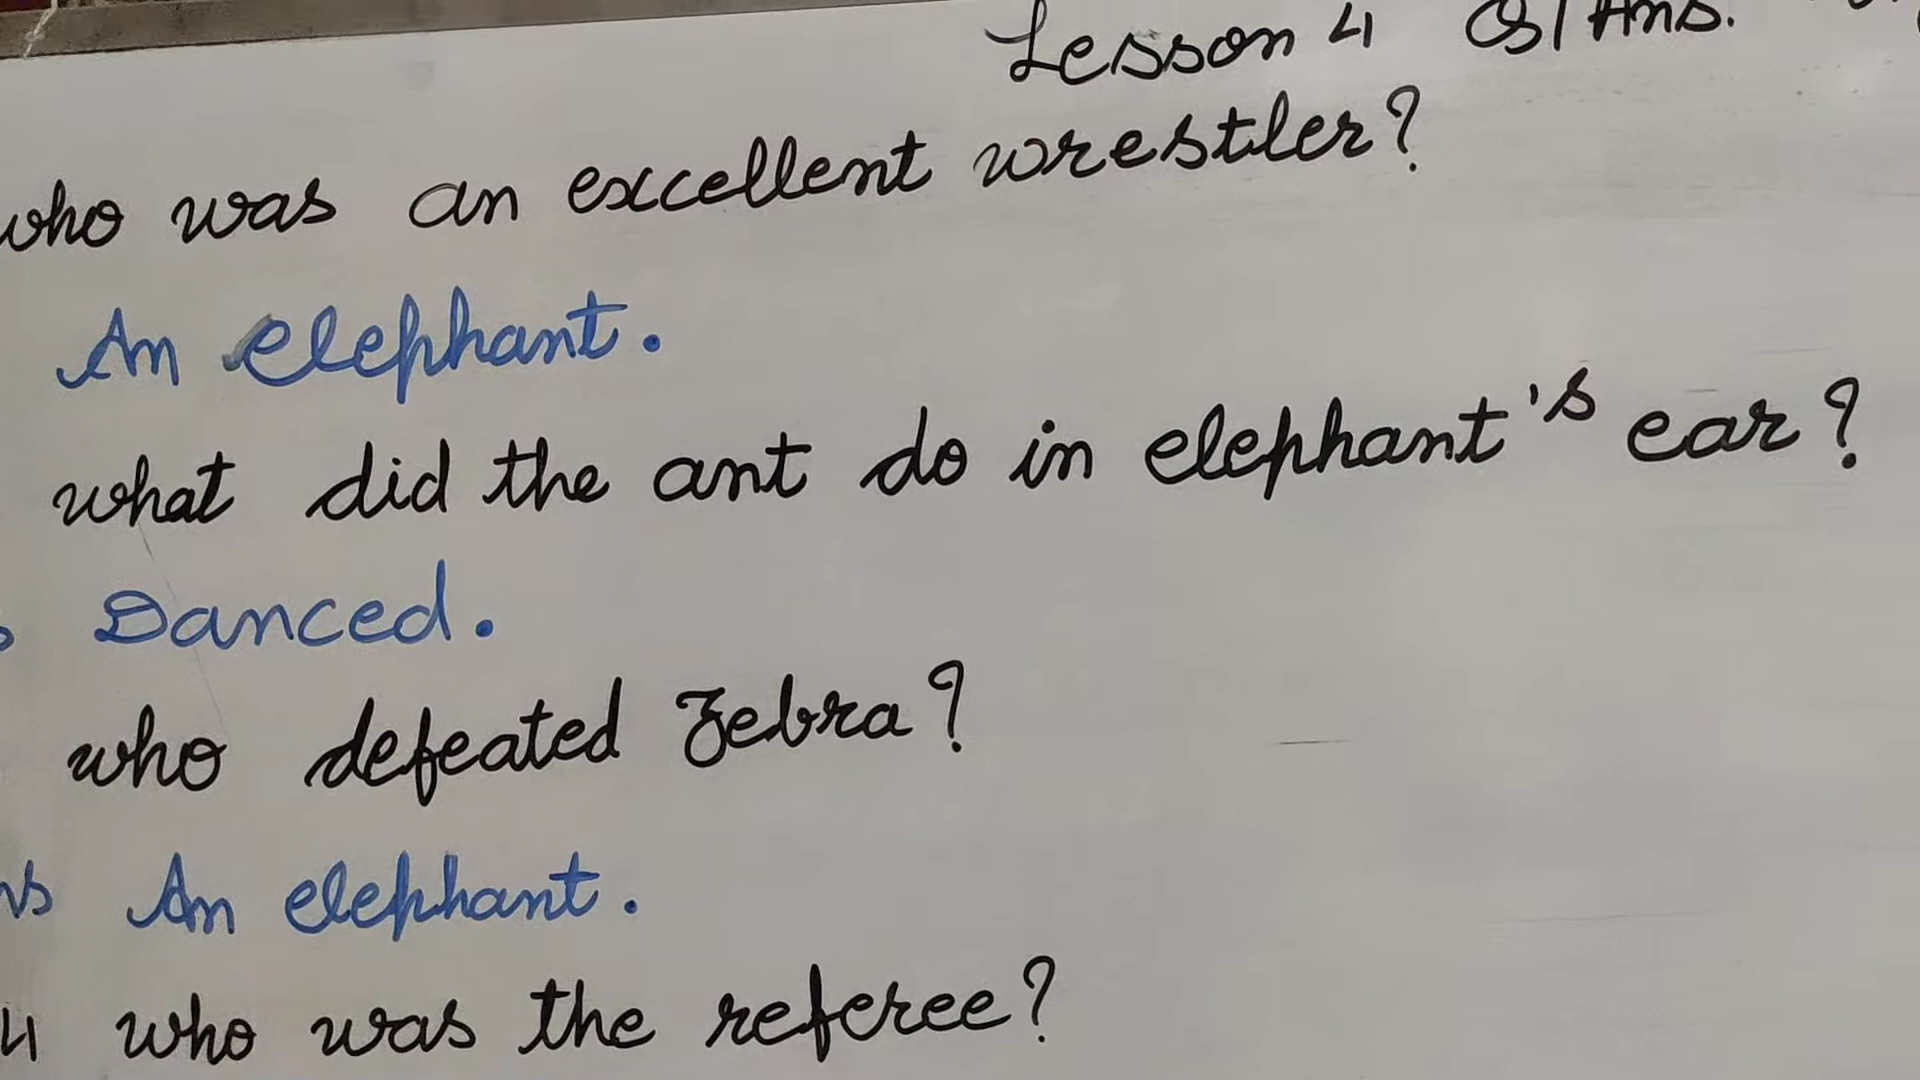 Lesson 4 Q/Ans.
who was an excellent wrestler?
An elephant.
what did the ant do in elephant's ear?
Danced.
who defeated Zebra?
An elephant.
4 who was the referee?